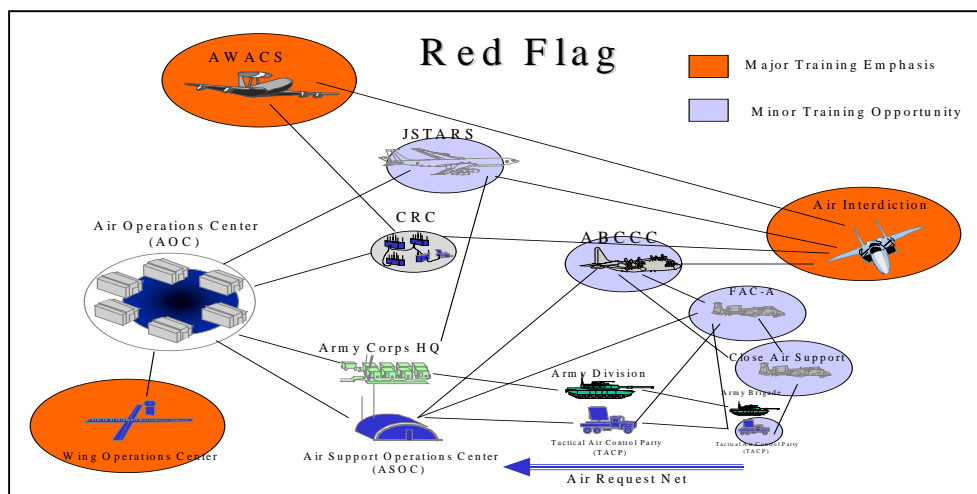 Red Flag
AWACS
Major Training Emphasis
Minor Training Opportunity
JSTARS
Air Interdiction
Air Operations Center
(AOC)
CRC
ABCCC
FAC-A
Army Corps HQ
Close Air Support
Army Division
Army Brigade
Wing Operations Center
Air Support Operations Center
(ASOC)
Tactical Air Control Party
(TACP)
Tactical Air Control Party
(TACP)
Air Request Net